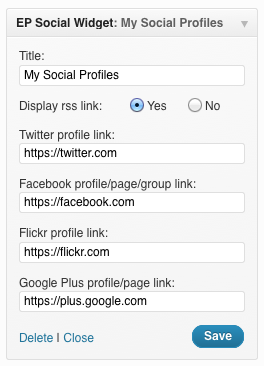 EP Social Widget: My Social Profiles
Title:
My Social Profiles
Display rss link: Yes No
Twitter profile link:
https://twitter.com
Facebook profile/page/group link:
https://facebook.com
Flickr profile link:
https://flickr.com
Google Plus profile/page link:
https://plus.google.com
Delete | Close Save